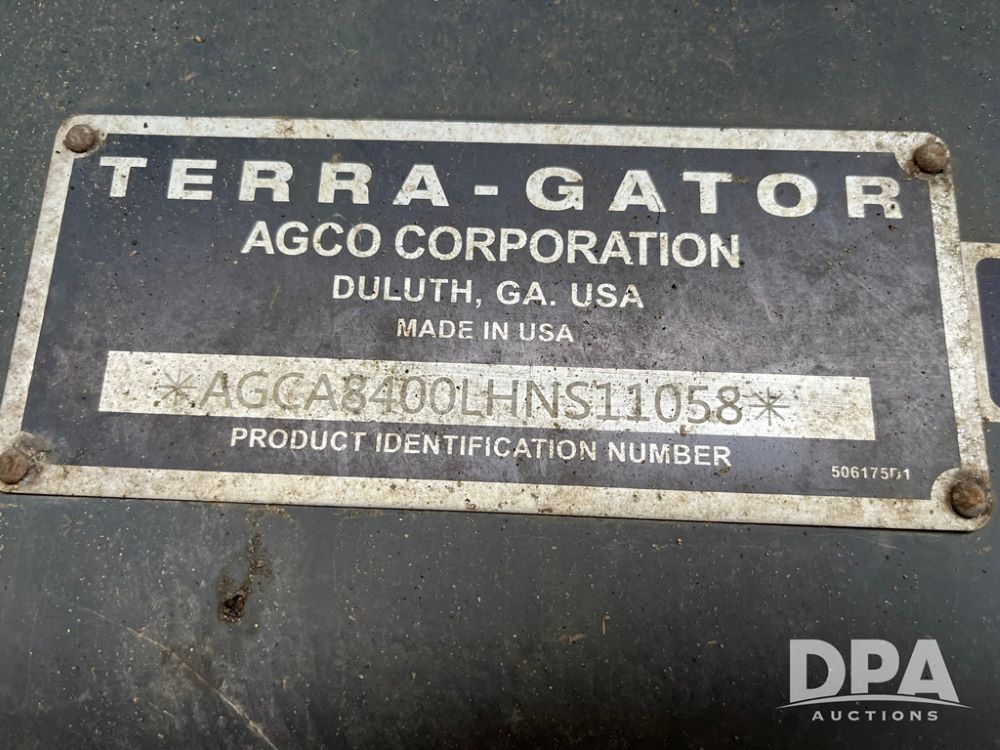 TERRA-GATOR
AGCO CORPORATION
DULUTH, GA. USA
MADE IN USA
*AGCA8400LHNS11058*
PRODUCT IDENTIFICATION NUMBER
506175D1
DPA
AUCTIONS